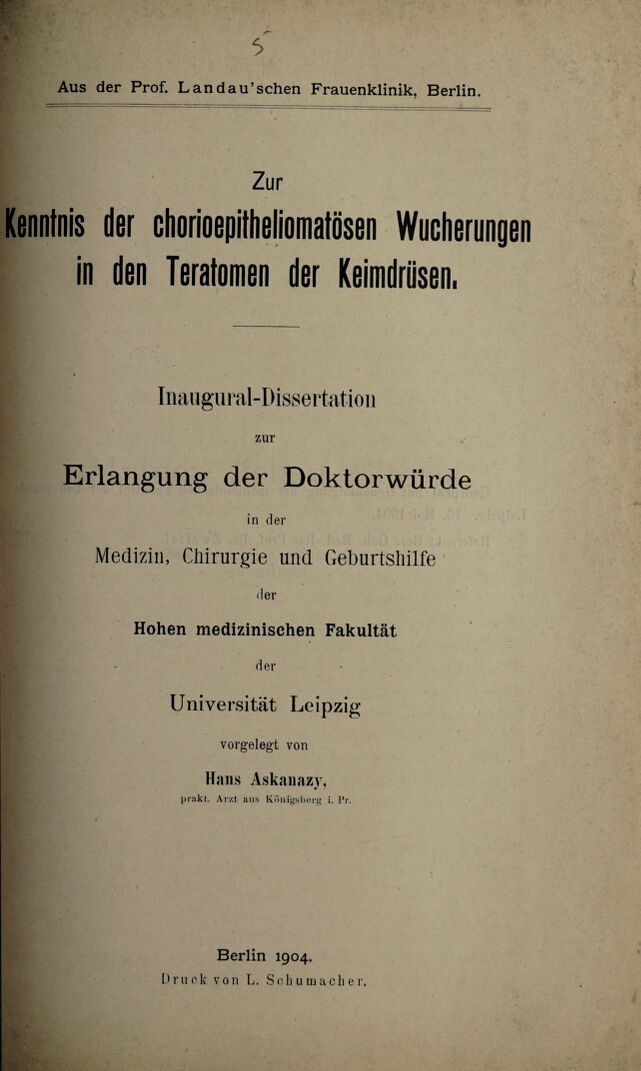 5
Aus der Prof. Landau'schen Frauenklinik, Berlin.
Zur
Kenntnis der chorioepitheliomatösen Wucherungen
in den Teratomen der Keimdrüsen.
Inaugural-Dissertation
zur
Erlangung der Doktorwürde
in der
Medizin, Chirurgie und Geburtshilfe
der
Hohen medizinischen Fakultät
der
Universität Leipzig
vorgelegt von
Hans Askanazy,
prakt. Arzt aus Königsberg i. Pr.
Berlin 1904.
Druck von L. Schumacher.